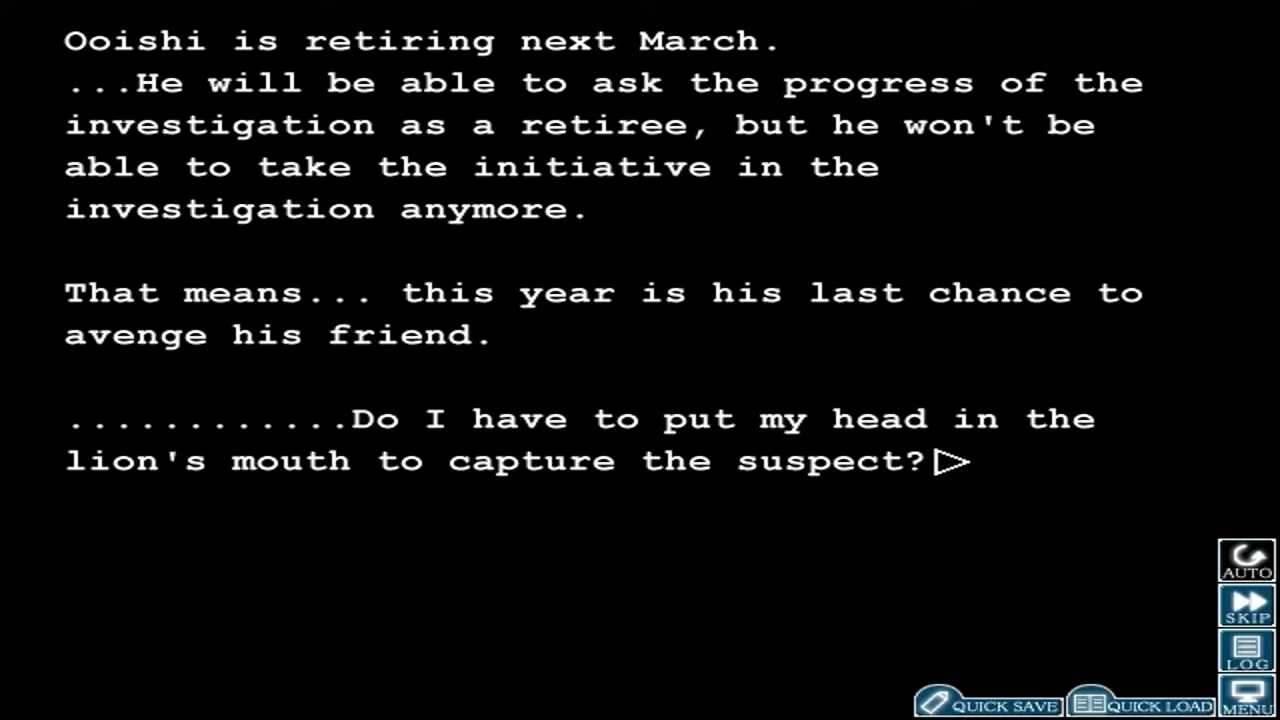 Ooishi is retiring next March.
...He will be able to ask the progress of the
investigation as a retiree, but he won't be
able to take the initiative in the
investigation anymore.
That means... this year is his last chance to
avenge his friend.
............Do I have to put my head in the
lion's mouth to capture the suspect?
AUTO
SKIP
LOG
QUICK SAVE
QUICK LOAD
MENU